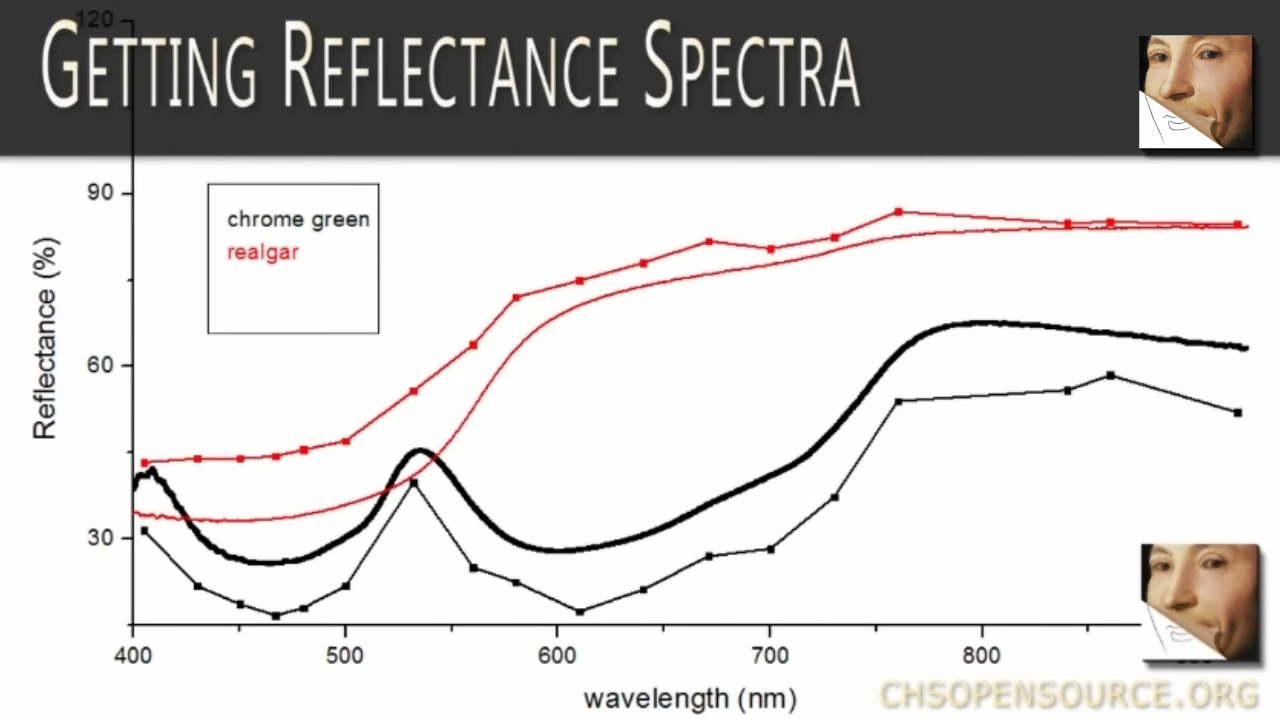 120
GETTING REFLECTANCE SPECTRA
90
chrome green
realgar
Reflectance (%)
60
30
400 500 600 700 800
wavelength (nm)
CHSOPENSOURCE.ORG